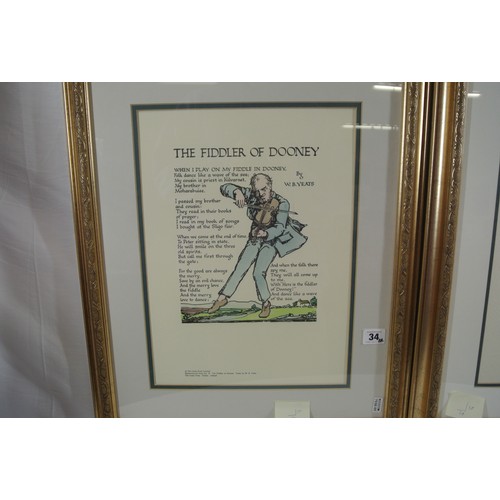 THE FIDDLER OF DOONEY
WHEN I PLAY ON MY FIDDLE IN DOONEY,
Folk dance like a wave of the sea;
My cousin is priest in Kilvarnet,
My brother in
Moharabuiee.
By
W. B. YEATS
I passed my brother
and cousin:
They read in their books
of prayer;
I read in my book of songs
I bought at the Sligo fair.
When we come at the end of time,
To Peter sitting in state,
He will smile on the three
old spirits,
But call me first through
the gate;
For the good are always
the merry,
Save by an evil chance,
And the merry love
the fiddle
And the merry
love to dance:
And when the folk there
spy me,
They will all come up
to me,
With 'Here is the fiddler
of Dooney!'
And dance like a wave
of the sea.
34